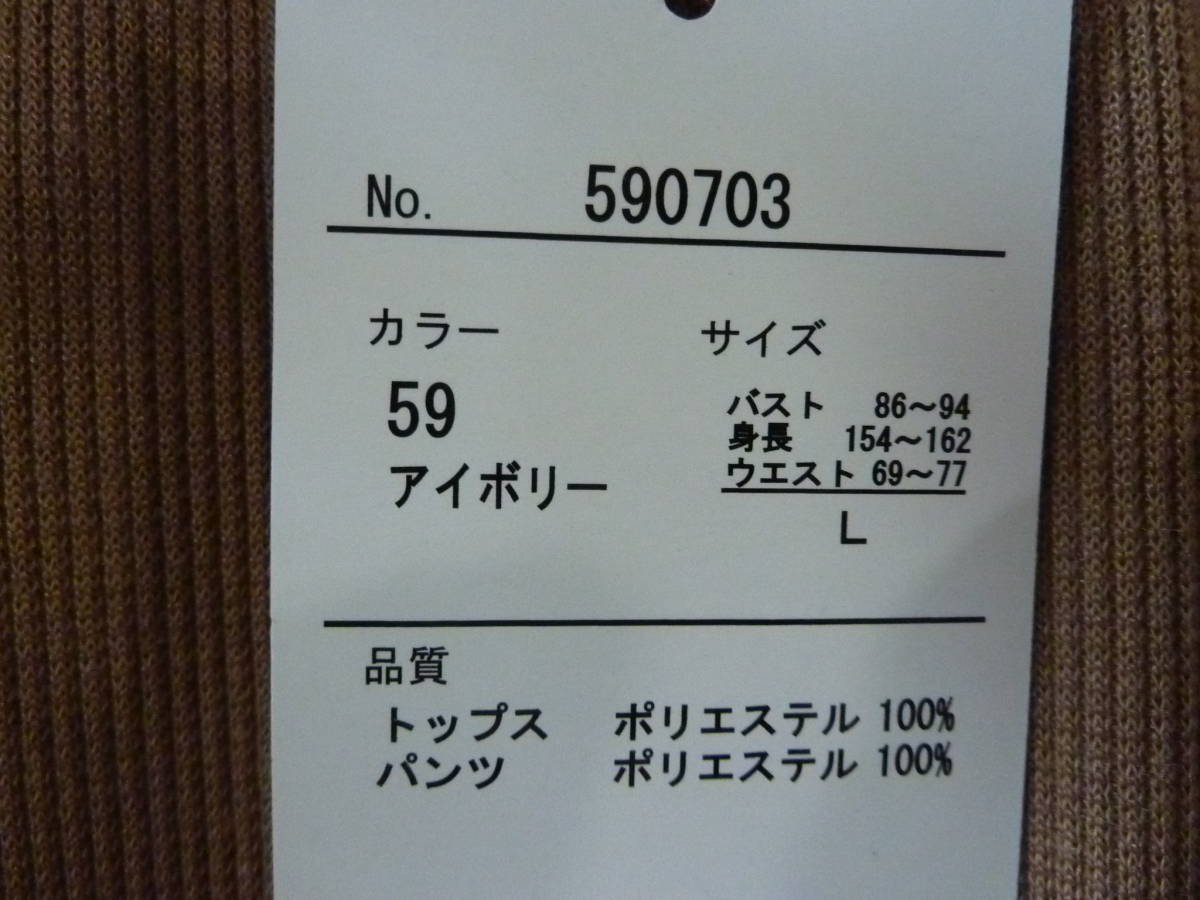 No. 590703
カラー
59
アイボリー
サイズ
バスト 86～94
身長 154～162
ウエスト 69～77
L
品質
トップス ポリエステル 100%
パンツ ポリエステル 100%